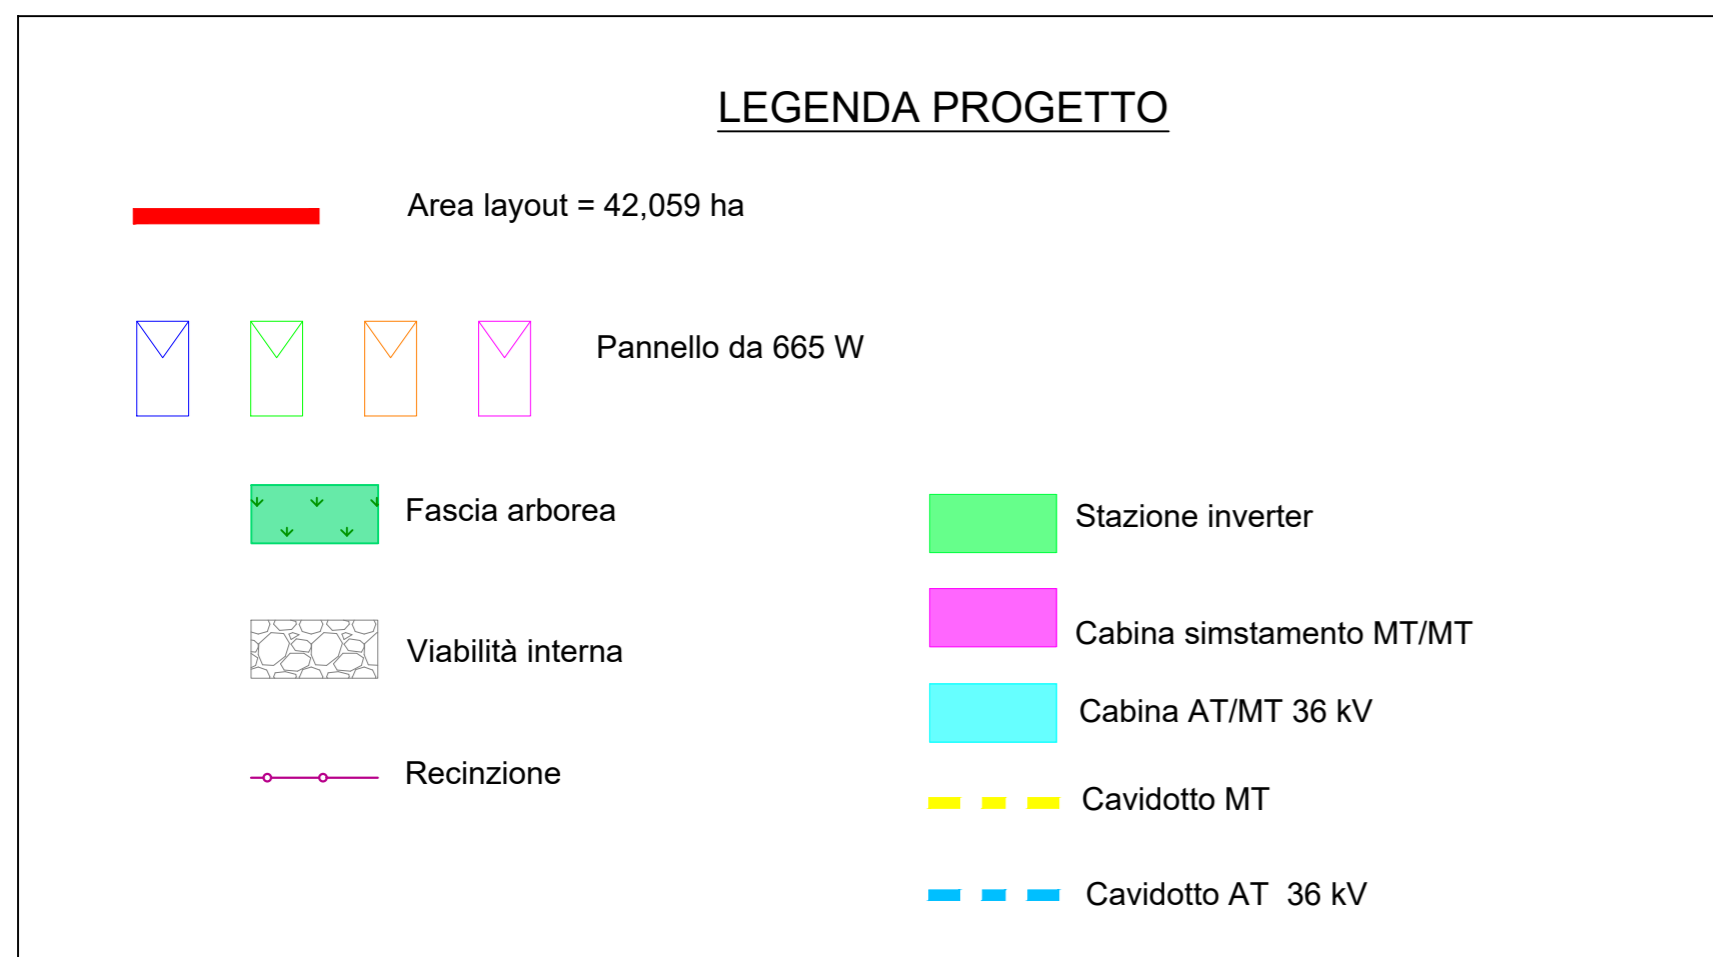 LEGENDA PROGETTO
Area layout = 42,059 ha
Pannello da 665 W
Fascia arborea
Viabilità interna
Recinzione
Stazione inverter
Cabina simstamento MT/MT
Cabina AT/MT 36 kV
Cavidotto MT
Cavidotto AT 36 kV